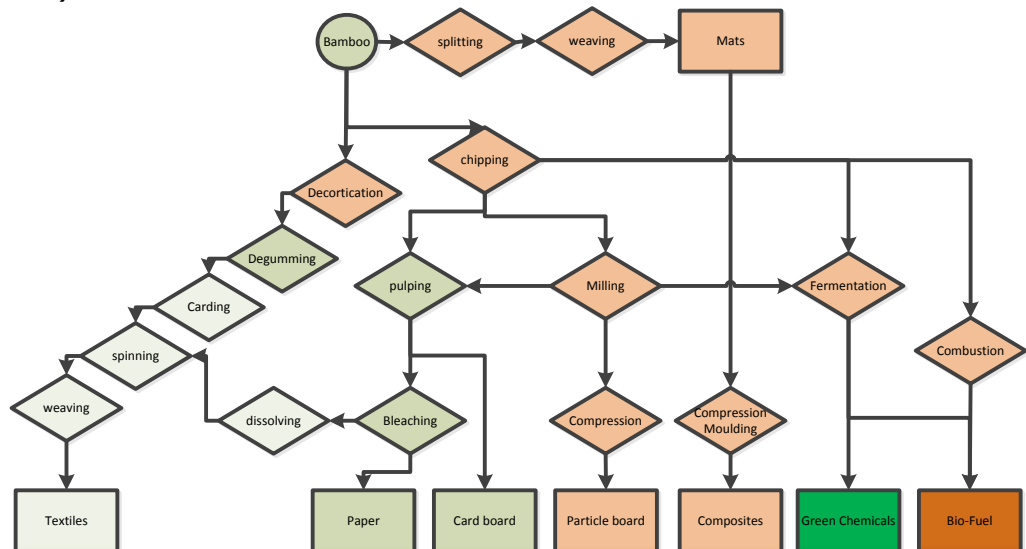 Bamboo
splitting
weaving
Mats
chipping
Decortication
Degumming
pulping
Milling
Fermentation
Carding
spinning
Combustion
weaving
dissolving
Bleaching
Compression
Compression
Moulding
Textiles
Paper
Card board
Particle board
Composites
Green Chemicals
Bio-Fuel